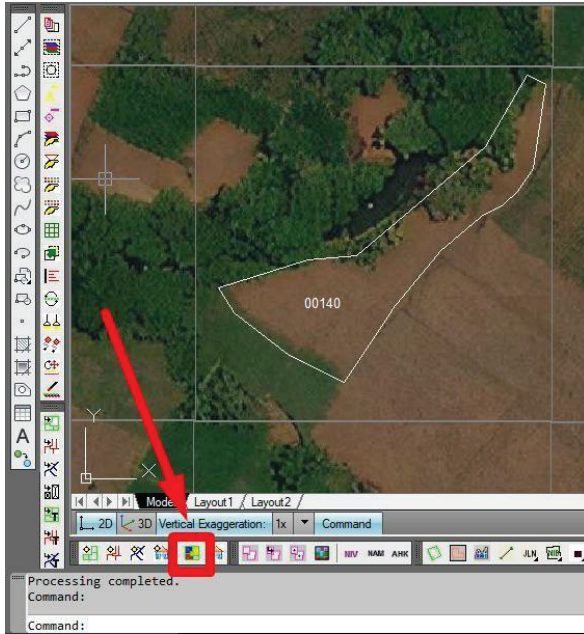 00140
Y
X
Model Layout1 Layout2
2D 3D Vertical Exaggeration: 1x Command
NIV NAM AHK JLN
Processing completed.
Command:
Command: